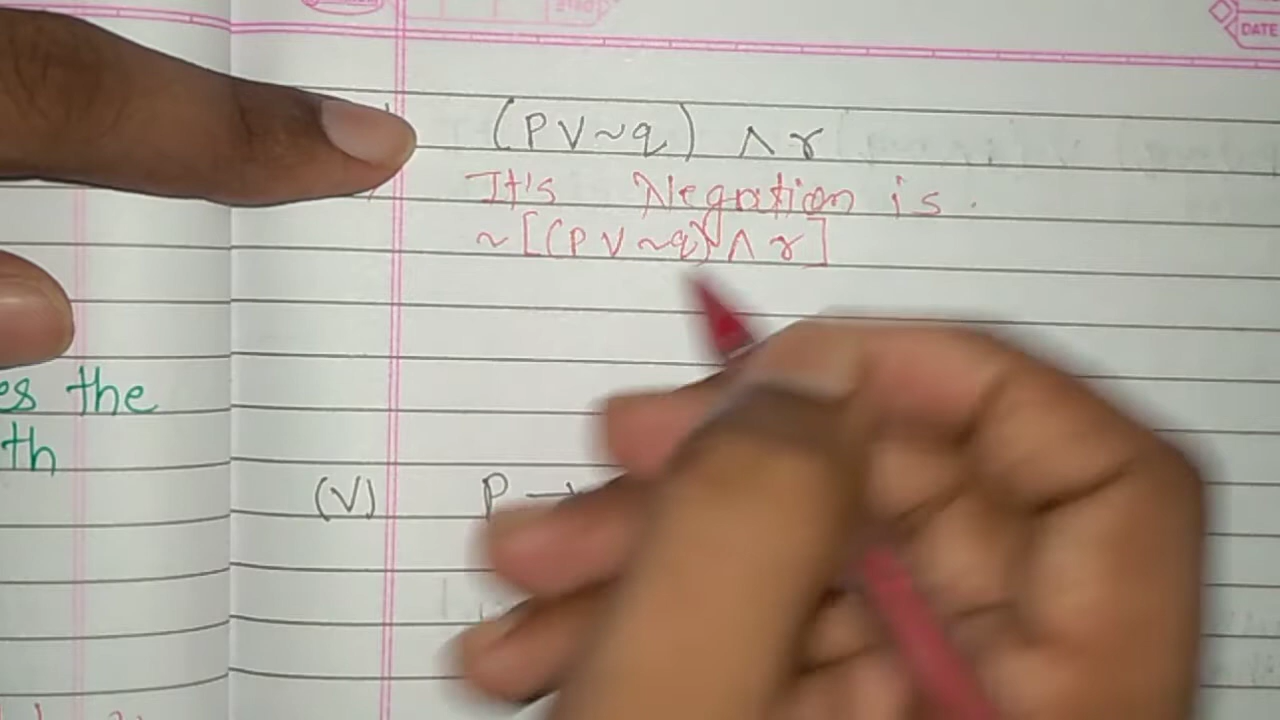 DATE
(P V ~ q) ∧ r
It's Negation is.
~ [(P V ~ q) ∧ r]
es the
th
(V) P →